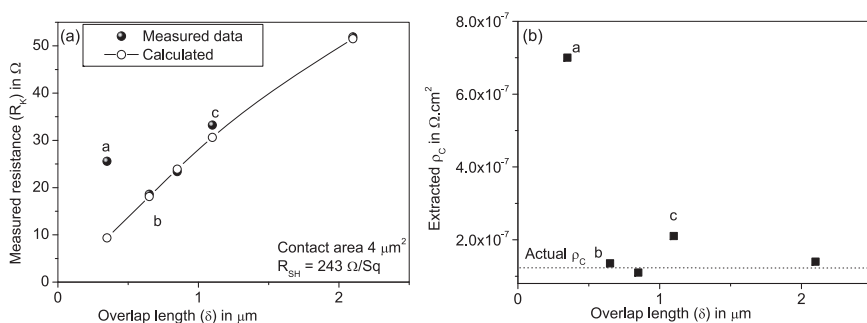 (a)
Measured data
Calculated
a
b
c
Contact area 4 μm²
R_SH = 243 Ω/Sq
50
40
30
20
10
0
0
1
2
Measured resistance (R_K) in Ω
Overlap length (δ) in μm
(b)
a
b
c
Actual ρ_C
8.0x10⁻⁷
6.0x10⁻⁷
4.0x10⁻⁷
2.0x10⁻⁷
0
1
2
Extracted ρ_C in Ω.cm²
Overlap length (δ) in μm